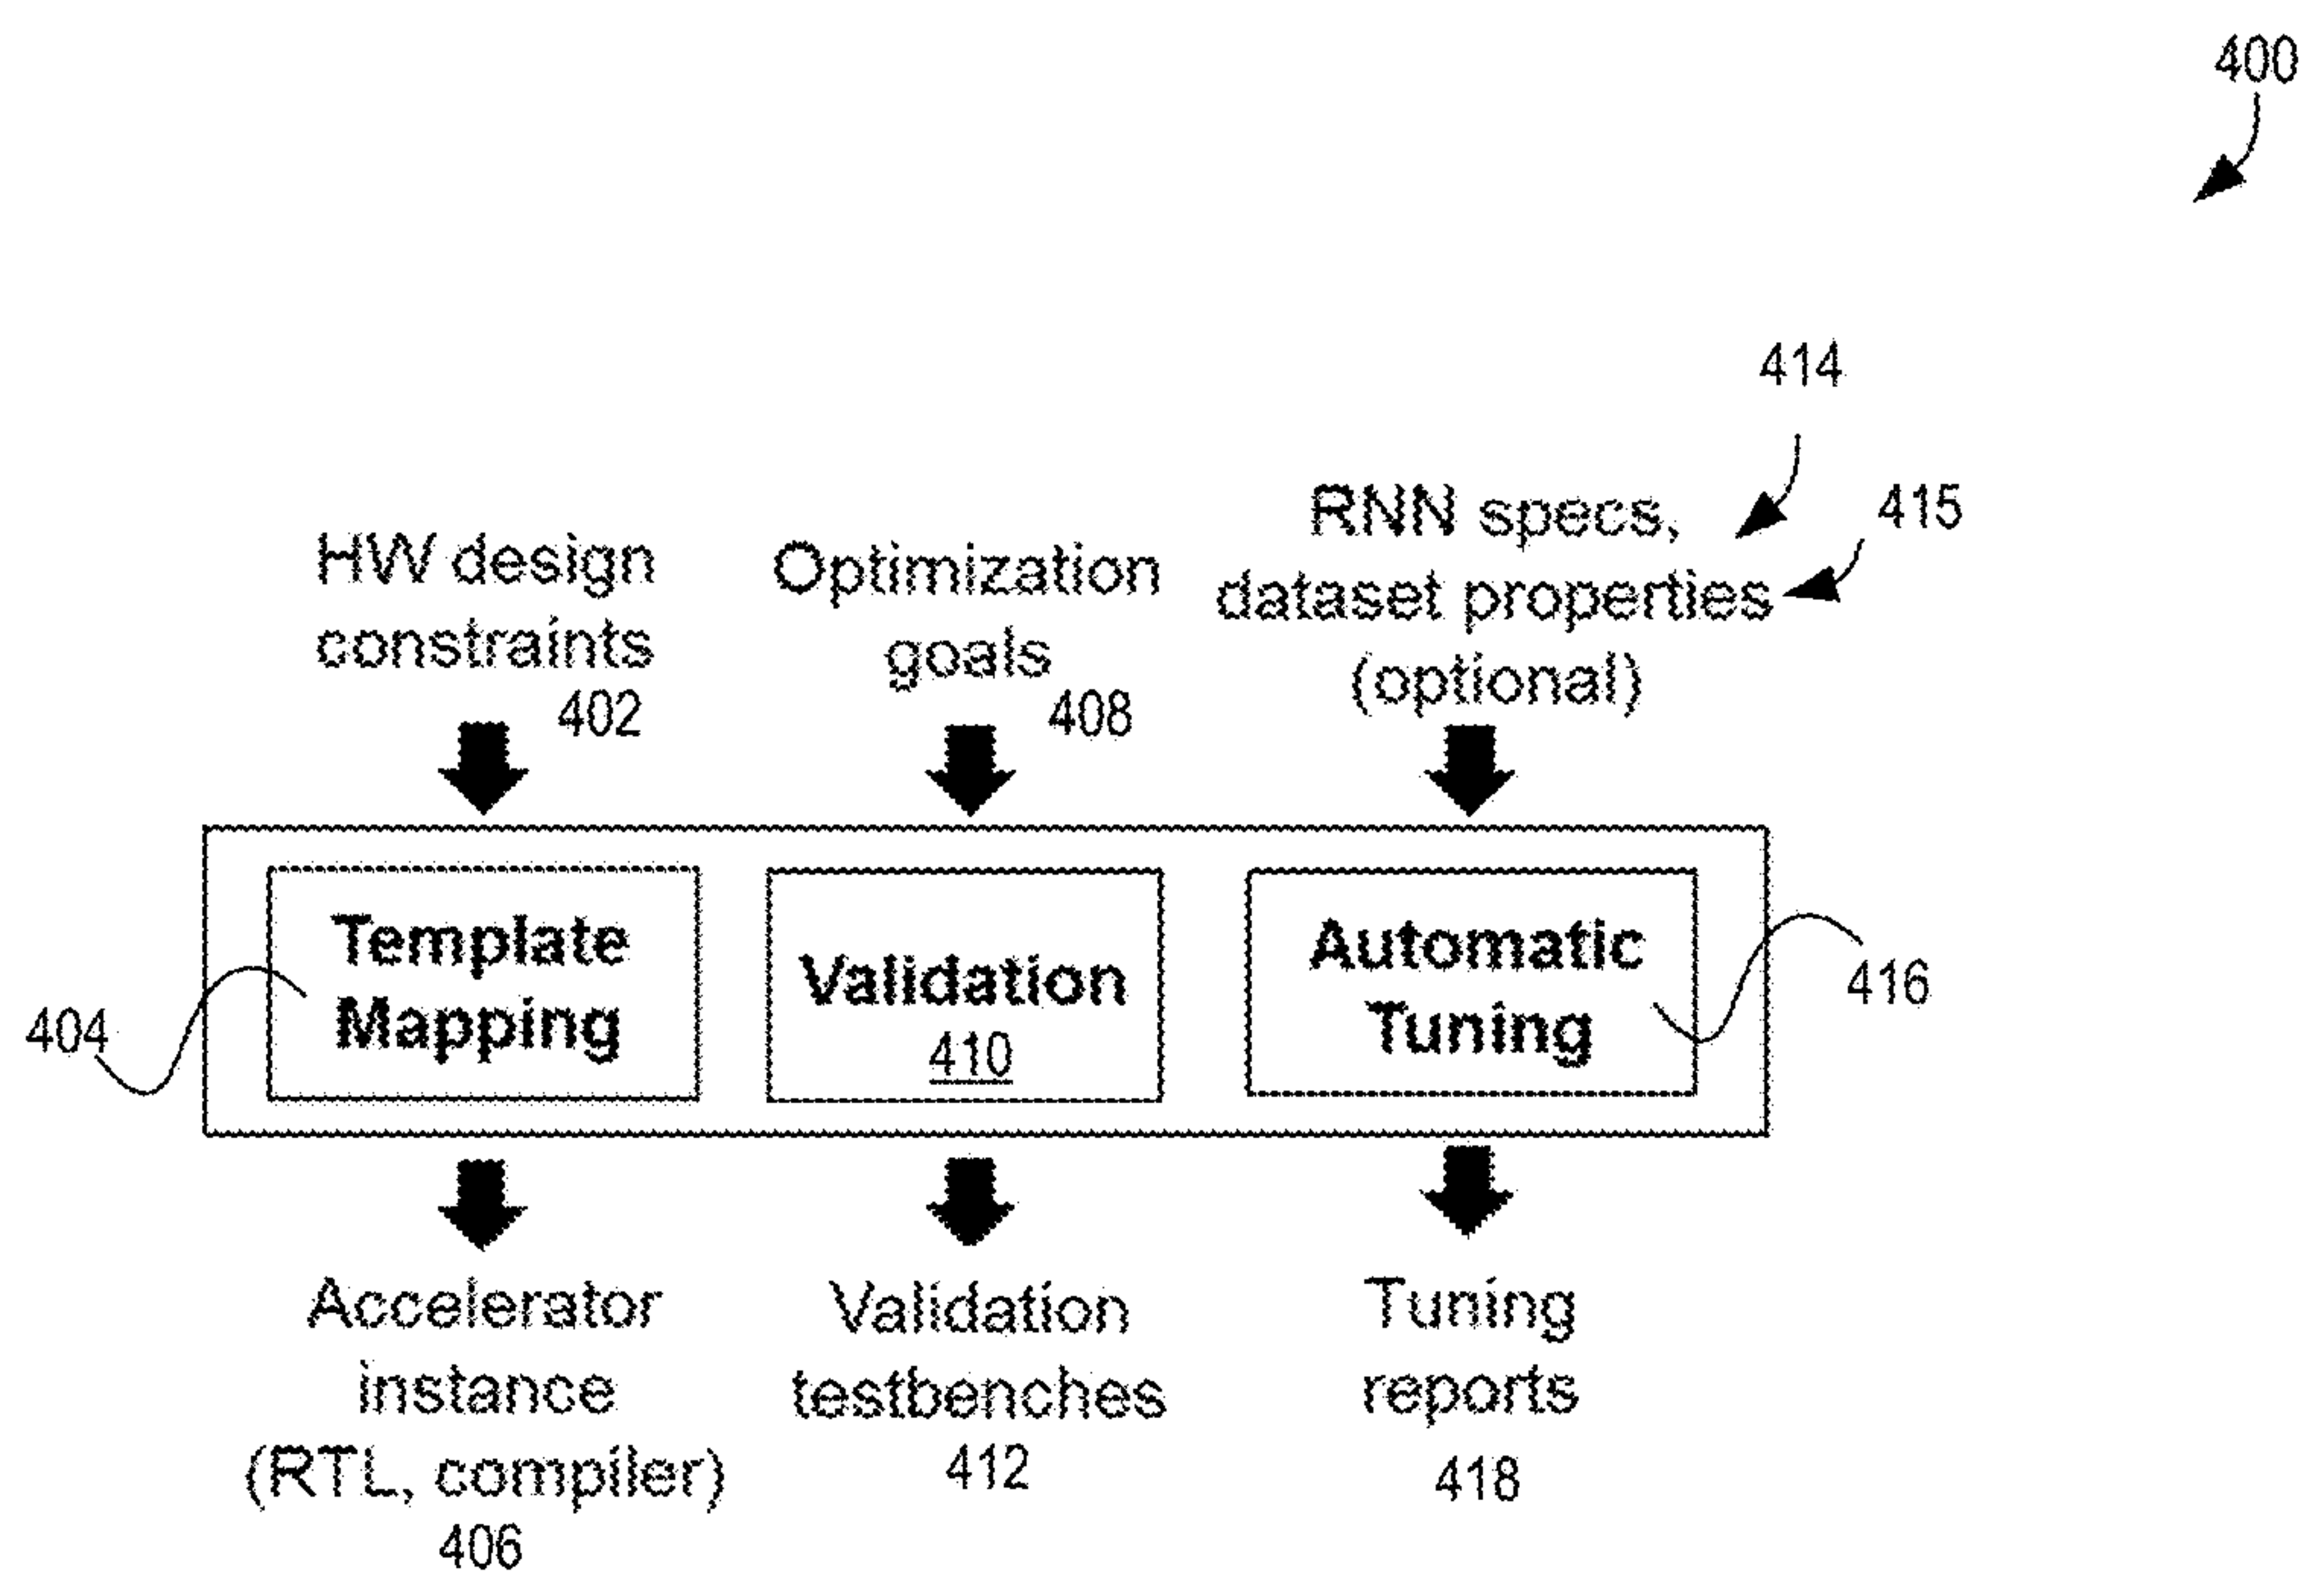 400
414
415
HW design
constraints
402
Optimization
goals
408
RNN specs,
dataset properties
(optional)
404
Template
Mapping
Validation
410
Automatic
Tuning
416
Accelerator
instance
(RTL, compiler)
406
Validation
testbenches
412
Tuning
reports
418